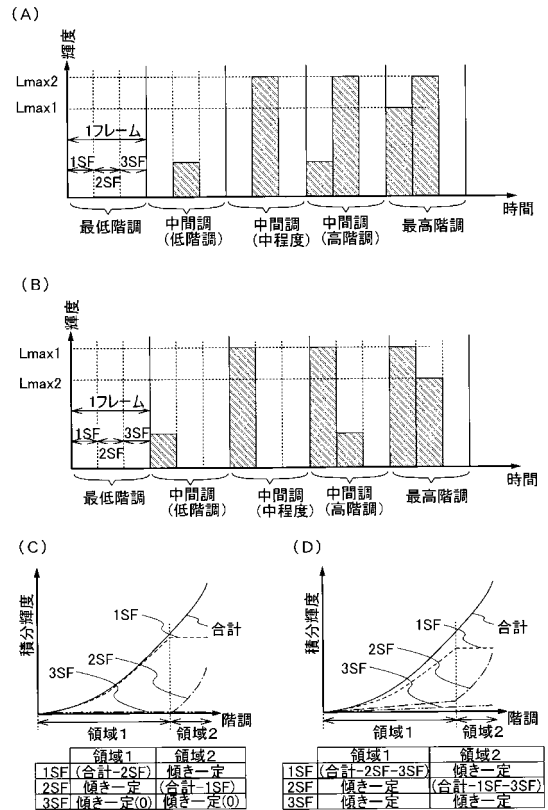 (A)
輝度
Lmax2
Lmax1
1フレーム
1SF 3SF
2SF
時間
最低階調
中間調
(低階調)
中間調
(中程度)
中間調
(高階調)
最高階調
(B)
輝度
Lmax1
Lmax2
1フレーム
1SF 3SF
2SF
時間
最低階調
中間調
(低階調)
中間調
(中程度)
中間調
(高階調)
最高階調
(C)
積分輝度
1SF
合計
2SF
3SF
階調
領域1 領域2
領域1 領域2
1SF (合計-2SF) 傾き一定
2SF 傾き一定 (合計-1SF)
3SF 傾き一定(0) 傾き一定(0)
(D)
積分輝度
1SF
合計
2SF
3SF
階調
領域1 領域2
領域1 領域2
1SF (合計-2SF-3SF) 傾き一定
2SF 傾き一定 (合計-1SF-3SF)
3SF 傾き一定 傾き一定